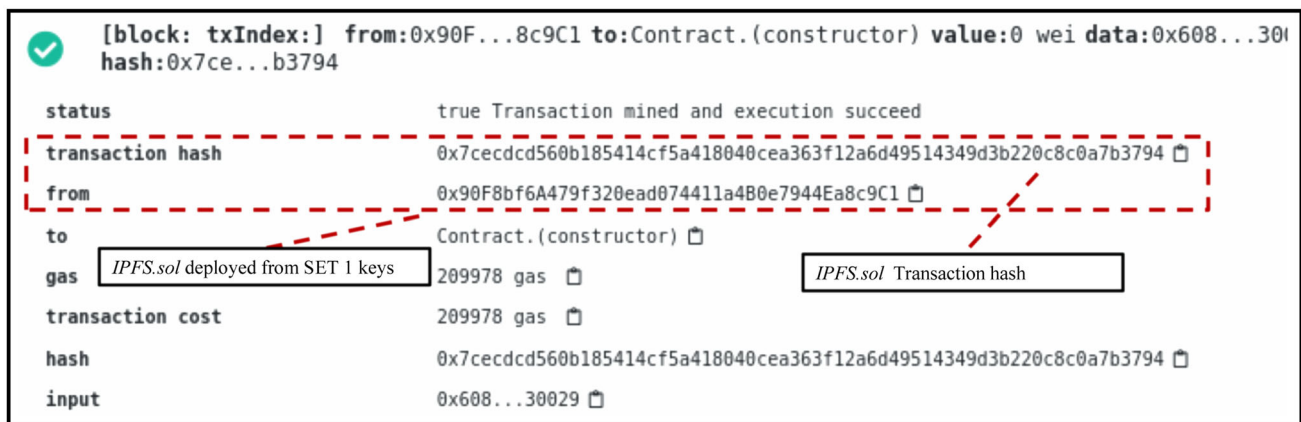 [block: txIndex:] from:0x90F...8c9C1 to:Contract.(constructor) value:0 wei data:0x608...300
hash:0x7ce...b3794
status true Transaction mined and execution succeed
transaction hash 0x7cecdcd560b185414cf5a418040cea363f12a6d49514349d3b220c8c0a7b3794
from 0x90F8bf6A479f320ead074411a4B0e7944Ea8c9C1
to Contract.(constructor)
IPFS.sol deployed from SET 1 keys
IPFS.sol Transaction hash
gas 209978 gas
transaction cost 209978 gas
hash 0x7cecdcd560b185414cf5a418040cea363f12a6d49514349d3b220c8c0a7b3794
input 0x608...30029